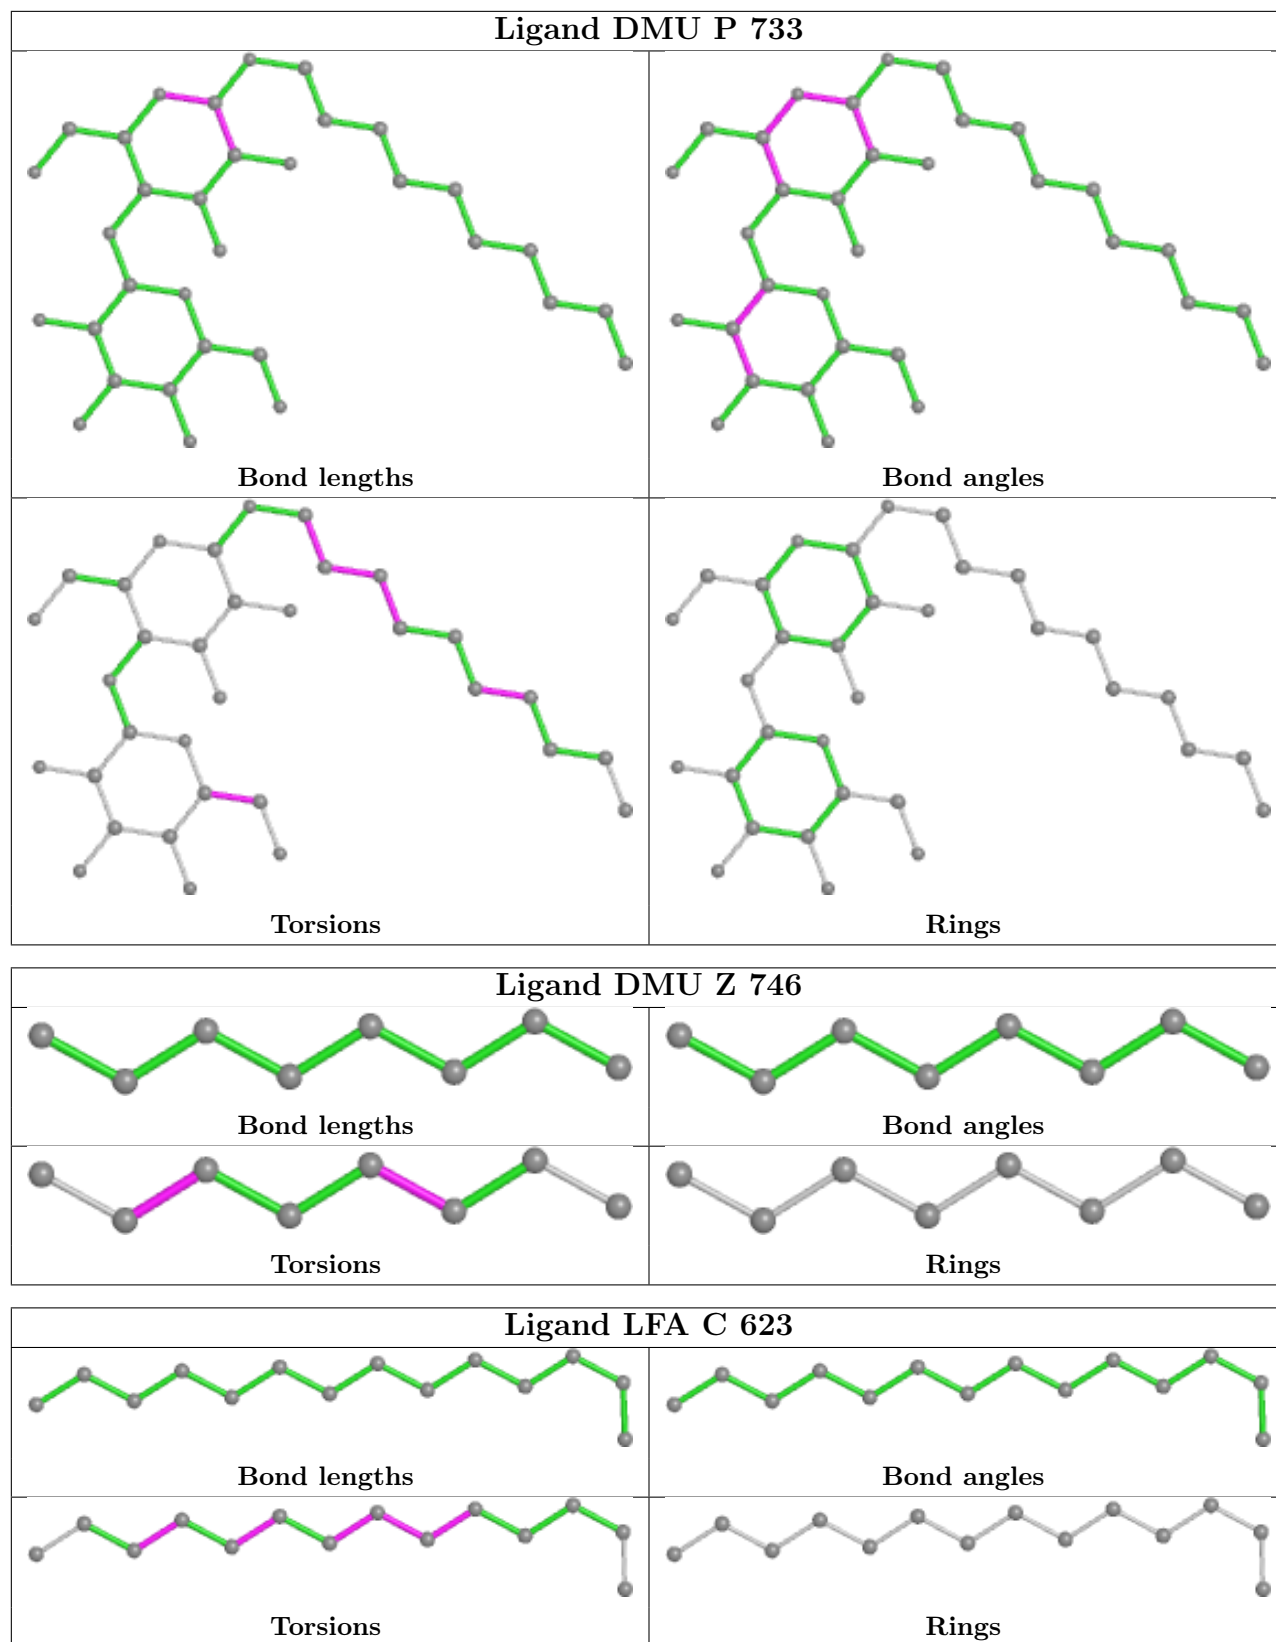 Ligand DMU P 733
Bond lengths
Bond angles
Torsions
Rings
Ligand DMU Z 746
Bond lengths
Bond angles
Torsions
Rings
Ligand LFA C 623
Bond lengths
Bond angles
Torsions
Rings